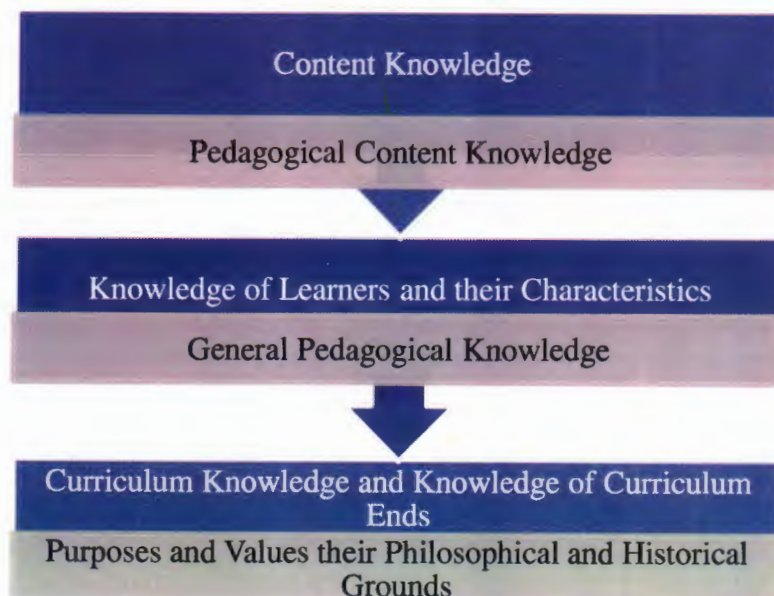 Content Knowledge
Pedagogical Content Knowledge
Knowledge of Learners and their Characteristics
General Pedagogical Knowledge
Curriculum Knowledge and Knowledge of Curriculum
Ends
Purposes and Values their Philosophical and Historical
Grounds